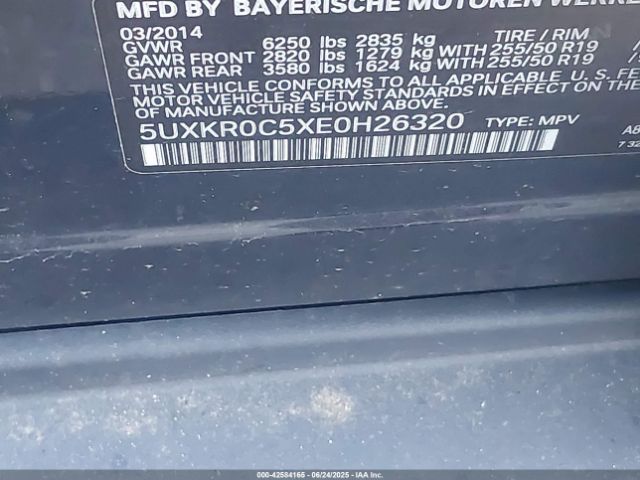 MFD BY BAYERISCHE MOTOREN
03/2014 TIRE / RIM
GVWR 6250 lbs 2835 kg
GAWR FRONT 2820 lbs 1279 kg WITH 255/50 R19
GAWR REAR 3580 lbs 1624 kg WITH 255/50 R19
THIS VEHICLE CONFORMS TO ALL APPLICABLE U.S. FE
MOTOR VEHICLE SAFETY STANDARDS IN EFFECT ON THE
OF MANUFACTURE SHOWN ABOVE.
5UXKR0C5XE0H26320 TYPE: MPV
000-42584165 - 06/24/2025 - IAA, Inc.